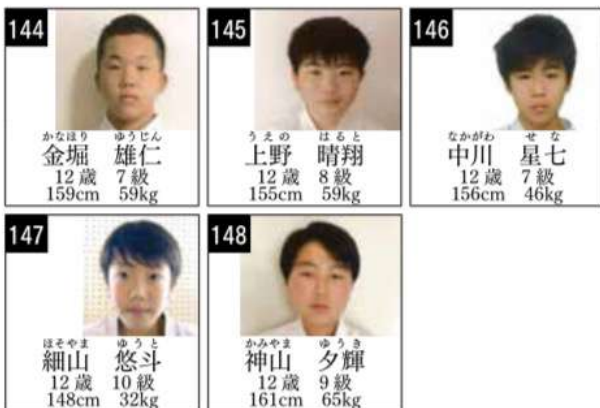 144
かなほり ゆうじん
金堀 雄仁
12歳 7級
159cm 59kg
145
うえの はると
上野 晴翔
12歳 8級
155cm 59kg
146
なかがわ せな
中川 星七
12歳 7級
156cm 46kg
147
ほそやま ゆうと
細山 悠斗
12歳 10級
148cm 32kg
148
かみやま ゆうき
神山 夕輝
12歳 9級
161cm 65kg